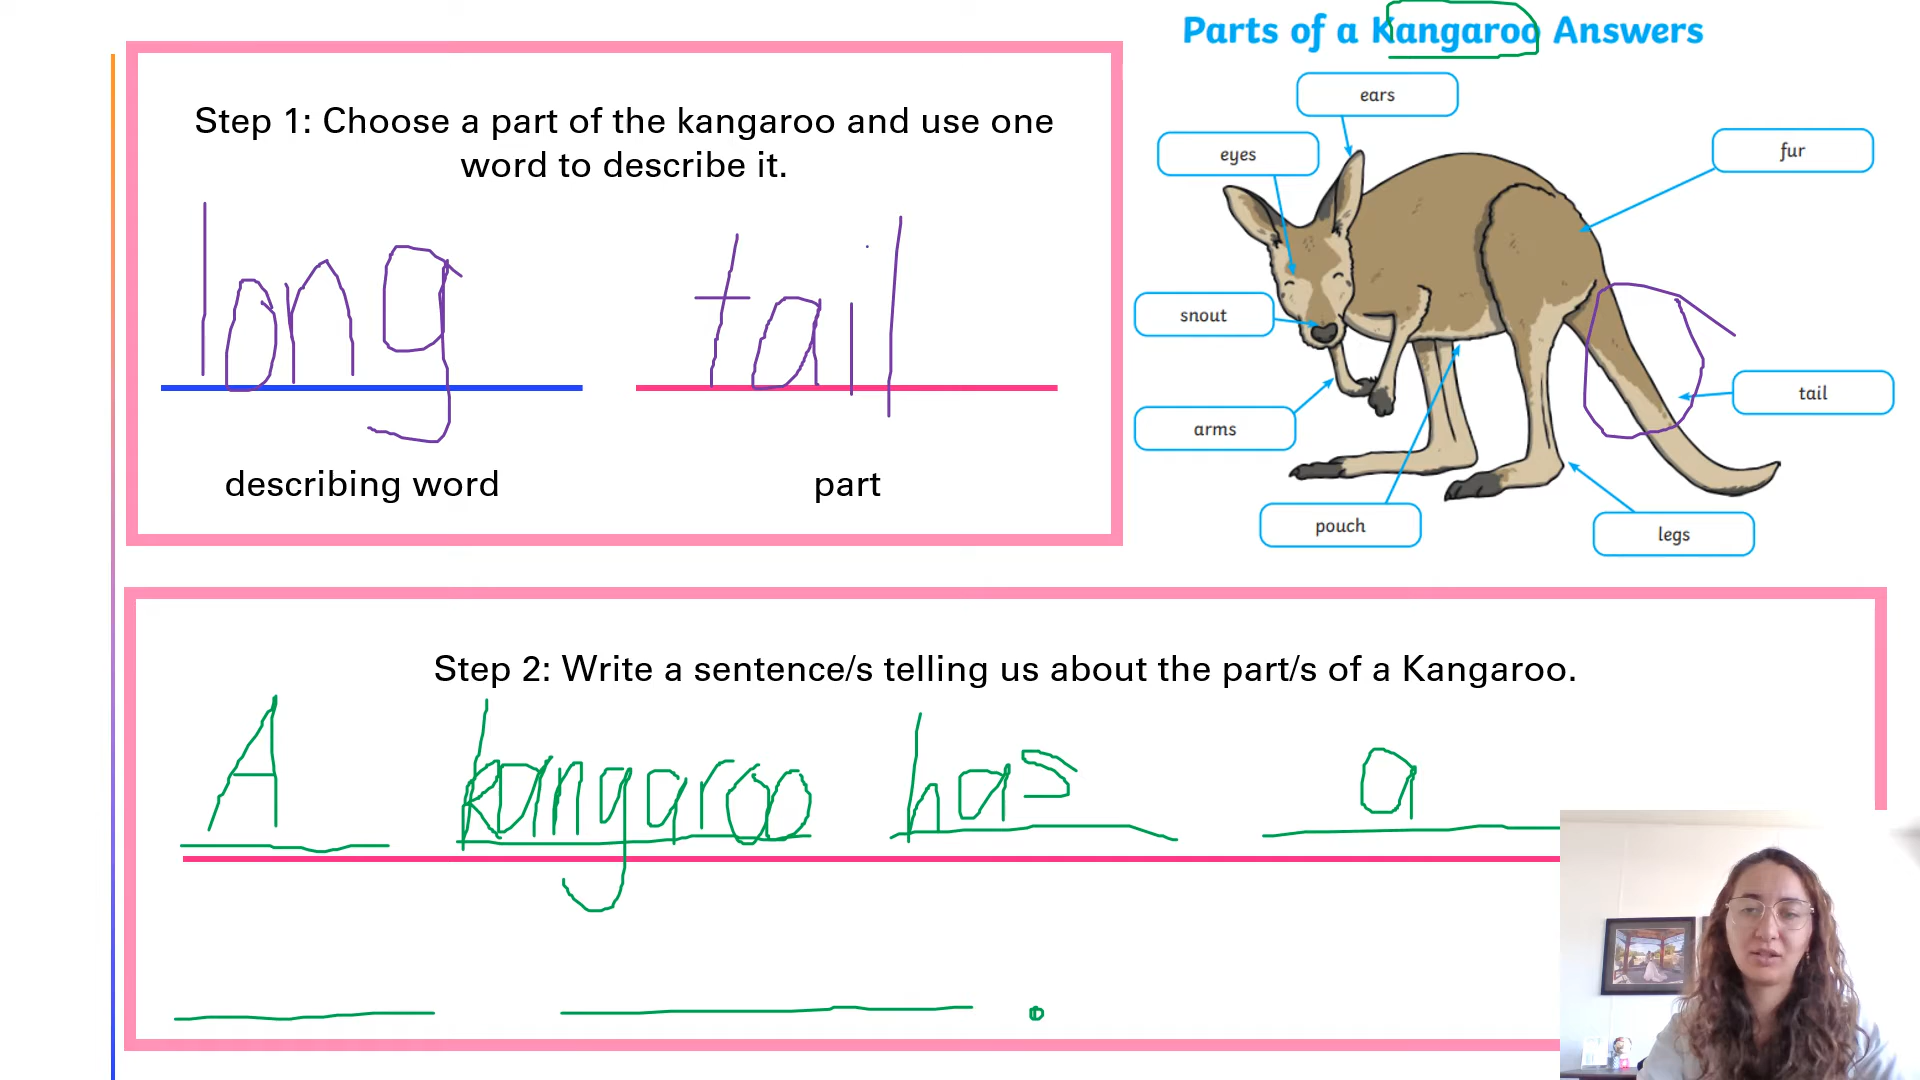 Parts of a Kangaroo Answers
Step 1: Choose a part of the kangaroo and use one
word to describe it.
long tail
describing word part
ears
eyes
fur
snout
tail
arms
pouch
legs
Step 2: Write a sentence/s telling us about the part/s of a Kangaroo.
A kangaroo has a
.